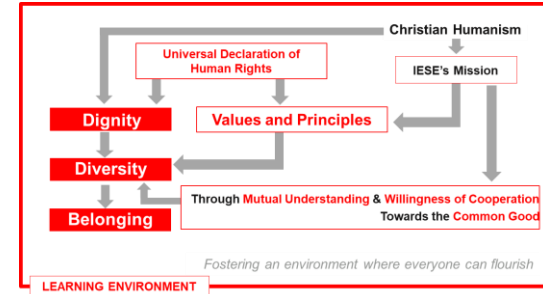 Christian Humanism
Universal Declaration of
Human Rights
IESE's Mission
Dignity
Values and Principles
Diversity
Through Mutual Understanding & Willingness of Cooperation
Towards the Common Good
Belonging
Fostering an environment where everyone can flourish
LEARNING ENVIRONMENT